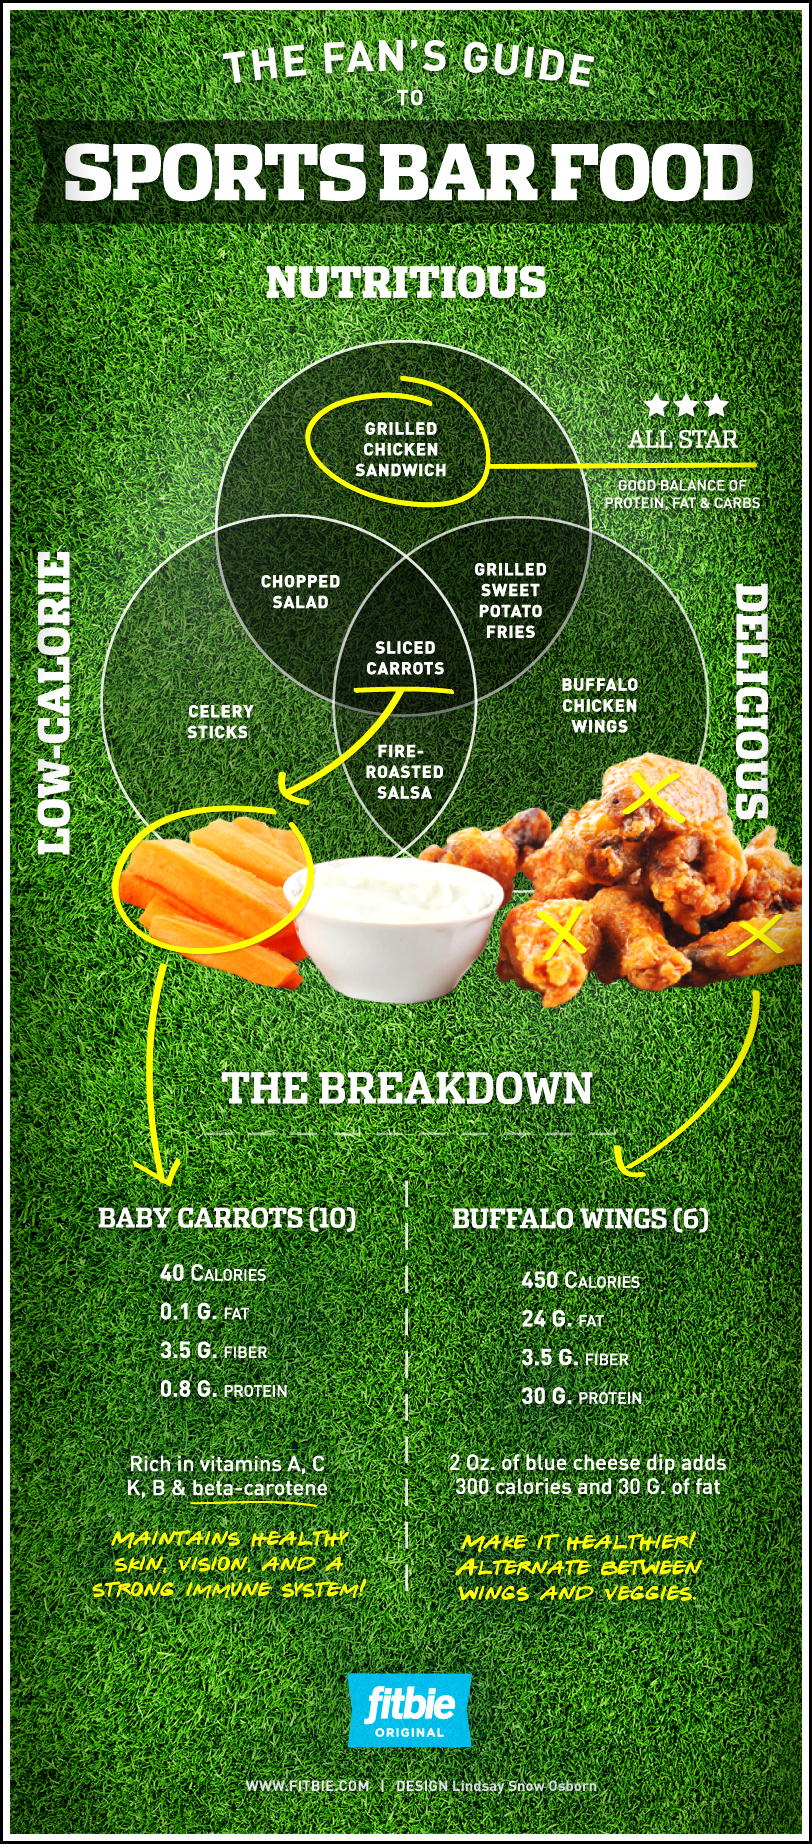 THE FAN'S GUIDE
TO
SPORTS BAR FOOD
NUTRITIOUS
GRILLED
CHICKEN
SANDWICH
ALL STAR
GOOD BALANCE OF
PROTEIN, FAT & CARBS
LOW-CALORIE
DELICIOUS
CHOPPED
SALAD
GRILLED
SWEET
POTATO
FRIES
SLICED
CARROTS
CELERY
STICKS
BUFFALO
CHICKEN
WINGS
FIRE-
ROASTED
SALSA
THE BREAKDOWN
BABY CARROTS (10)
40 CALORIES
0.1 G. FAT
3.5 G. FIBER
0.8 G. PROTEIN
Rich in vitamins A, C
K, B & beta-carotene
MAINTAINS HEALTHY
SKIN, VISION, AND A
STRONG IMMUNE SYSTEM!
BUFFALO WINGS (6)
450 CALORIES
24 G. FAT
3.5 G. FIBER
30 G. PROTEIN
2 Oz. of blue cheese dip adds
300 calories and 30 G. of fat
MAKE IT HEALTHIER!
ALTERNATE BETWEEN
WINGS AND VEGGIES.
fitbie
ORIGINAL
WWW.FITBIE.COM | DESIGN Lindsay Snow Osborn